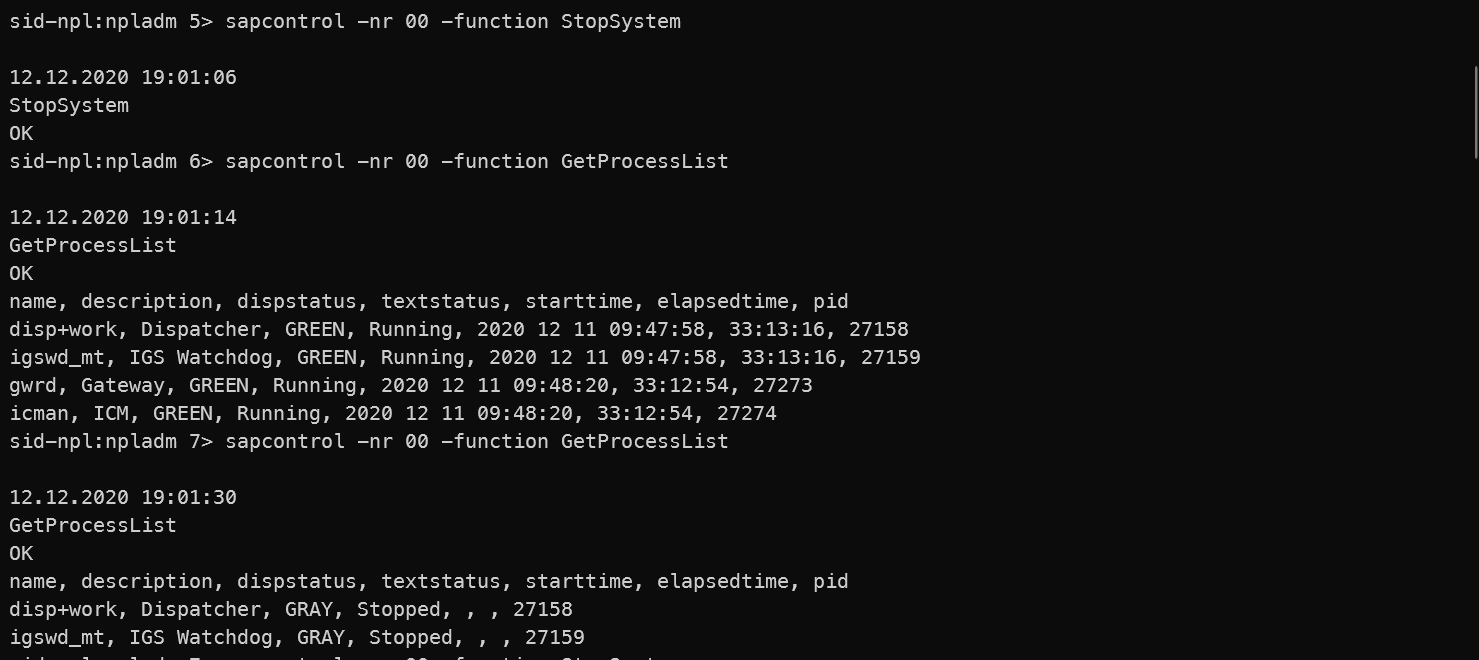 sid-npl:npladm 5> sapcontrol -nr 00 -function StopSystem
12.12.2020 19:01:06
StopSystem
OK
sid-npl:npladm 6> sapcontrol -nr 00 -function GetProcessList
12.12.2020 19:01:14
GetProcessList
OK
name, description, dispstatus, textstatus, starttime, elapsedtime, pid
disp+work, Dispatcher, GREEN, Running, 2020 12 11 09:47:58, 33:13:16, 27158
igswd_mt, IGS Watchdog, GREEN, Running, 2020 12 11 09:47:58, 33:13:16, 27159
gwrd, Gateway, GREEN, Running, 2020 12 11 09:48:20, 33:12:54, 27273
icman, ICM, GREEN, Running, 2020 12 11 09:48:20, 33:12:54, 27274
sid-npl:npladm 7> sapcontrol -nr 00 -function GetProcessList
12.12.2020 19:01:30
GetProcessList
OK
name, description, dispstatus, textstatus, starttime, elapsedtime, pid
disp+work, Dispatcher, GRAY, Stopped, , , 27158
igswd_mt, IGS Watchdog, GRAY, Stopped, , , 27159